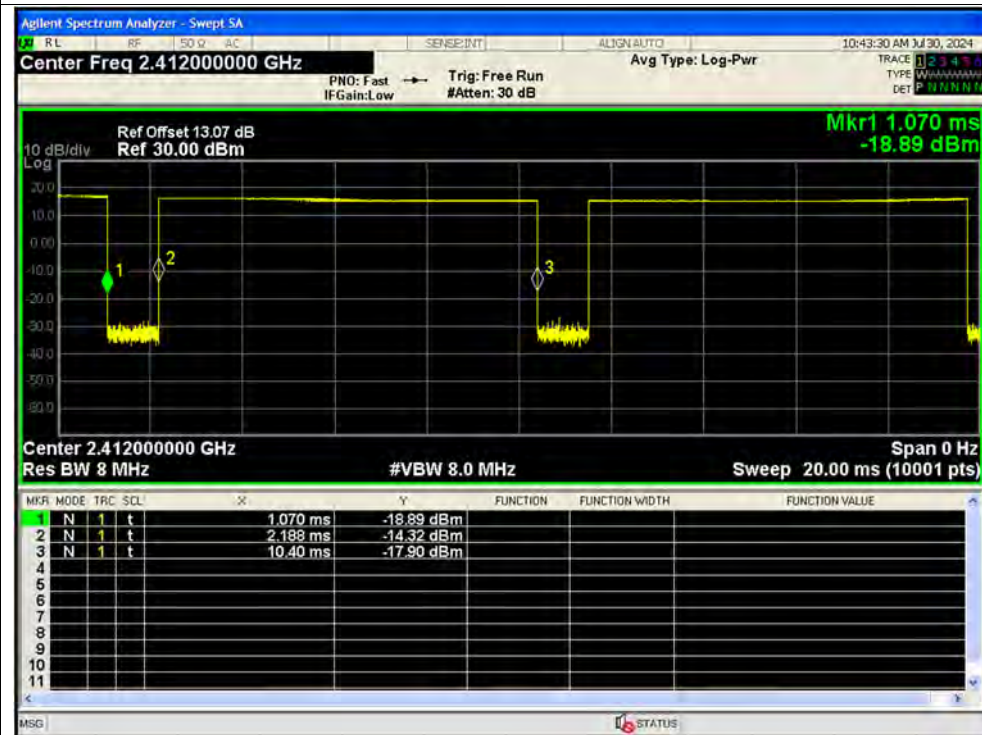 Agilent Spectrum Analyzer - Swept SA
RL RF 50 Ω AC SENSE:INT ALIGN AUTO 10:43:30 AM Jul 30, 2024
Center Freq 2.412000000 GHz Avg Type: Log-Pwr TRACE 1 2 3 4 5 6
PNO: Fast Trig: Free Run TYPE WWWWWWW
IFGain:Low #Atten: 30 dB DET P N N N N N
Mkr1 1.070 ms
Ref Offset 13.07 dB
10 dB/div Ref 30.00 dBm -18.89 dBm
Log
20.0
10.0
0.00
-10.0
1 2 3
-20.0
-30.0
-40.0
-50.0
-60.0
Center 2.412000000 GHz Span 0 Hz
Res BW 8 MHz #VBW 8.0 MHz Sweep 20.00 ms (10001 pts)
MKR MODE TRC SCL X Y FUNCTION FUNCTION WIDTH FUNCTION VALUE
1 N 1 t 1.070 ms -18.89 dBm
2 N 1 t 2.188 ms -14.32 dBm
3 N 1 t 10.40 ms -17.90 dBm
4
5
6
7
8
9
10
11
MSG STATUS